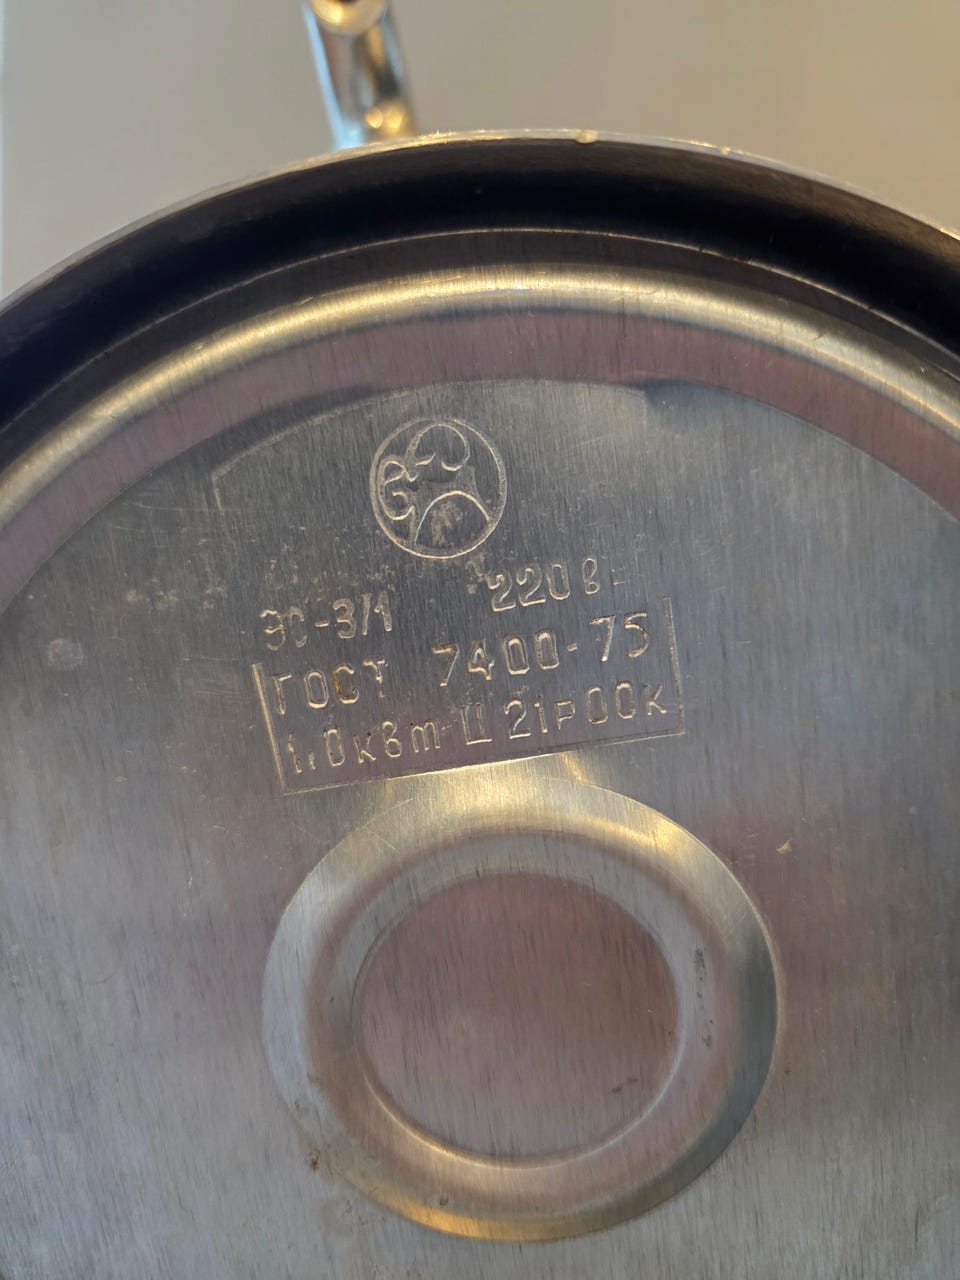 ЭС-3/1 220 в
ГОСТ 7400-75
1,0 квт Ц 21р00к